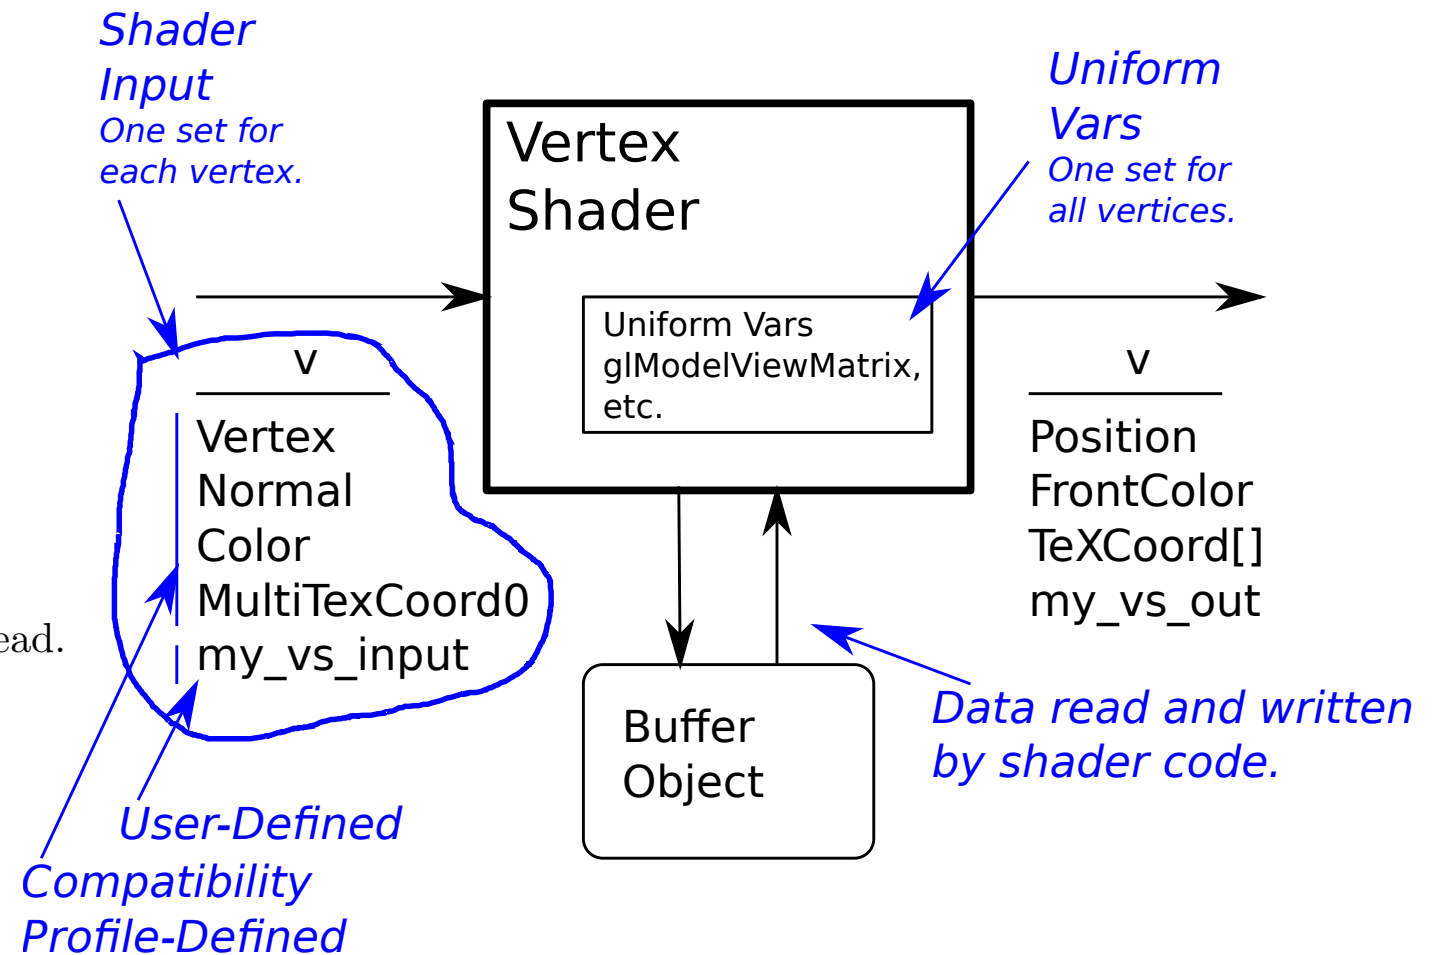 Shader
Input
One set for
each vertex.
Vertex
Shader
Uniform
Vars
One set for
all vertices.
Uniform Vars
glModelViewMatrix,
etc.
v
Vertex
Normal
Color
MultiTexCoord0
my_vs_input
v
Position
FrontColor
TeXCoord[]
my_vs_out
ead.
Buffer
Object
Data read and written
by shader code.
User-Defined
Compatibility
Profile-Defined